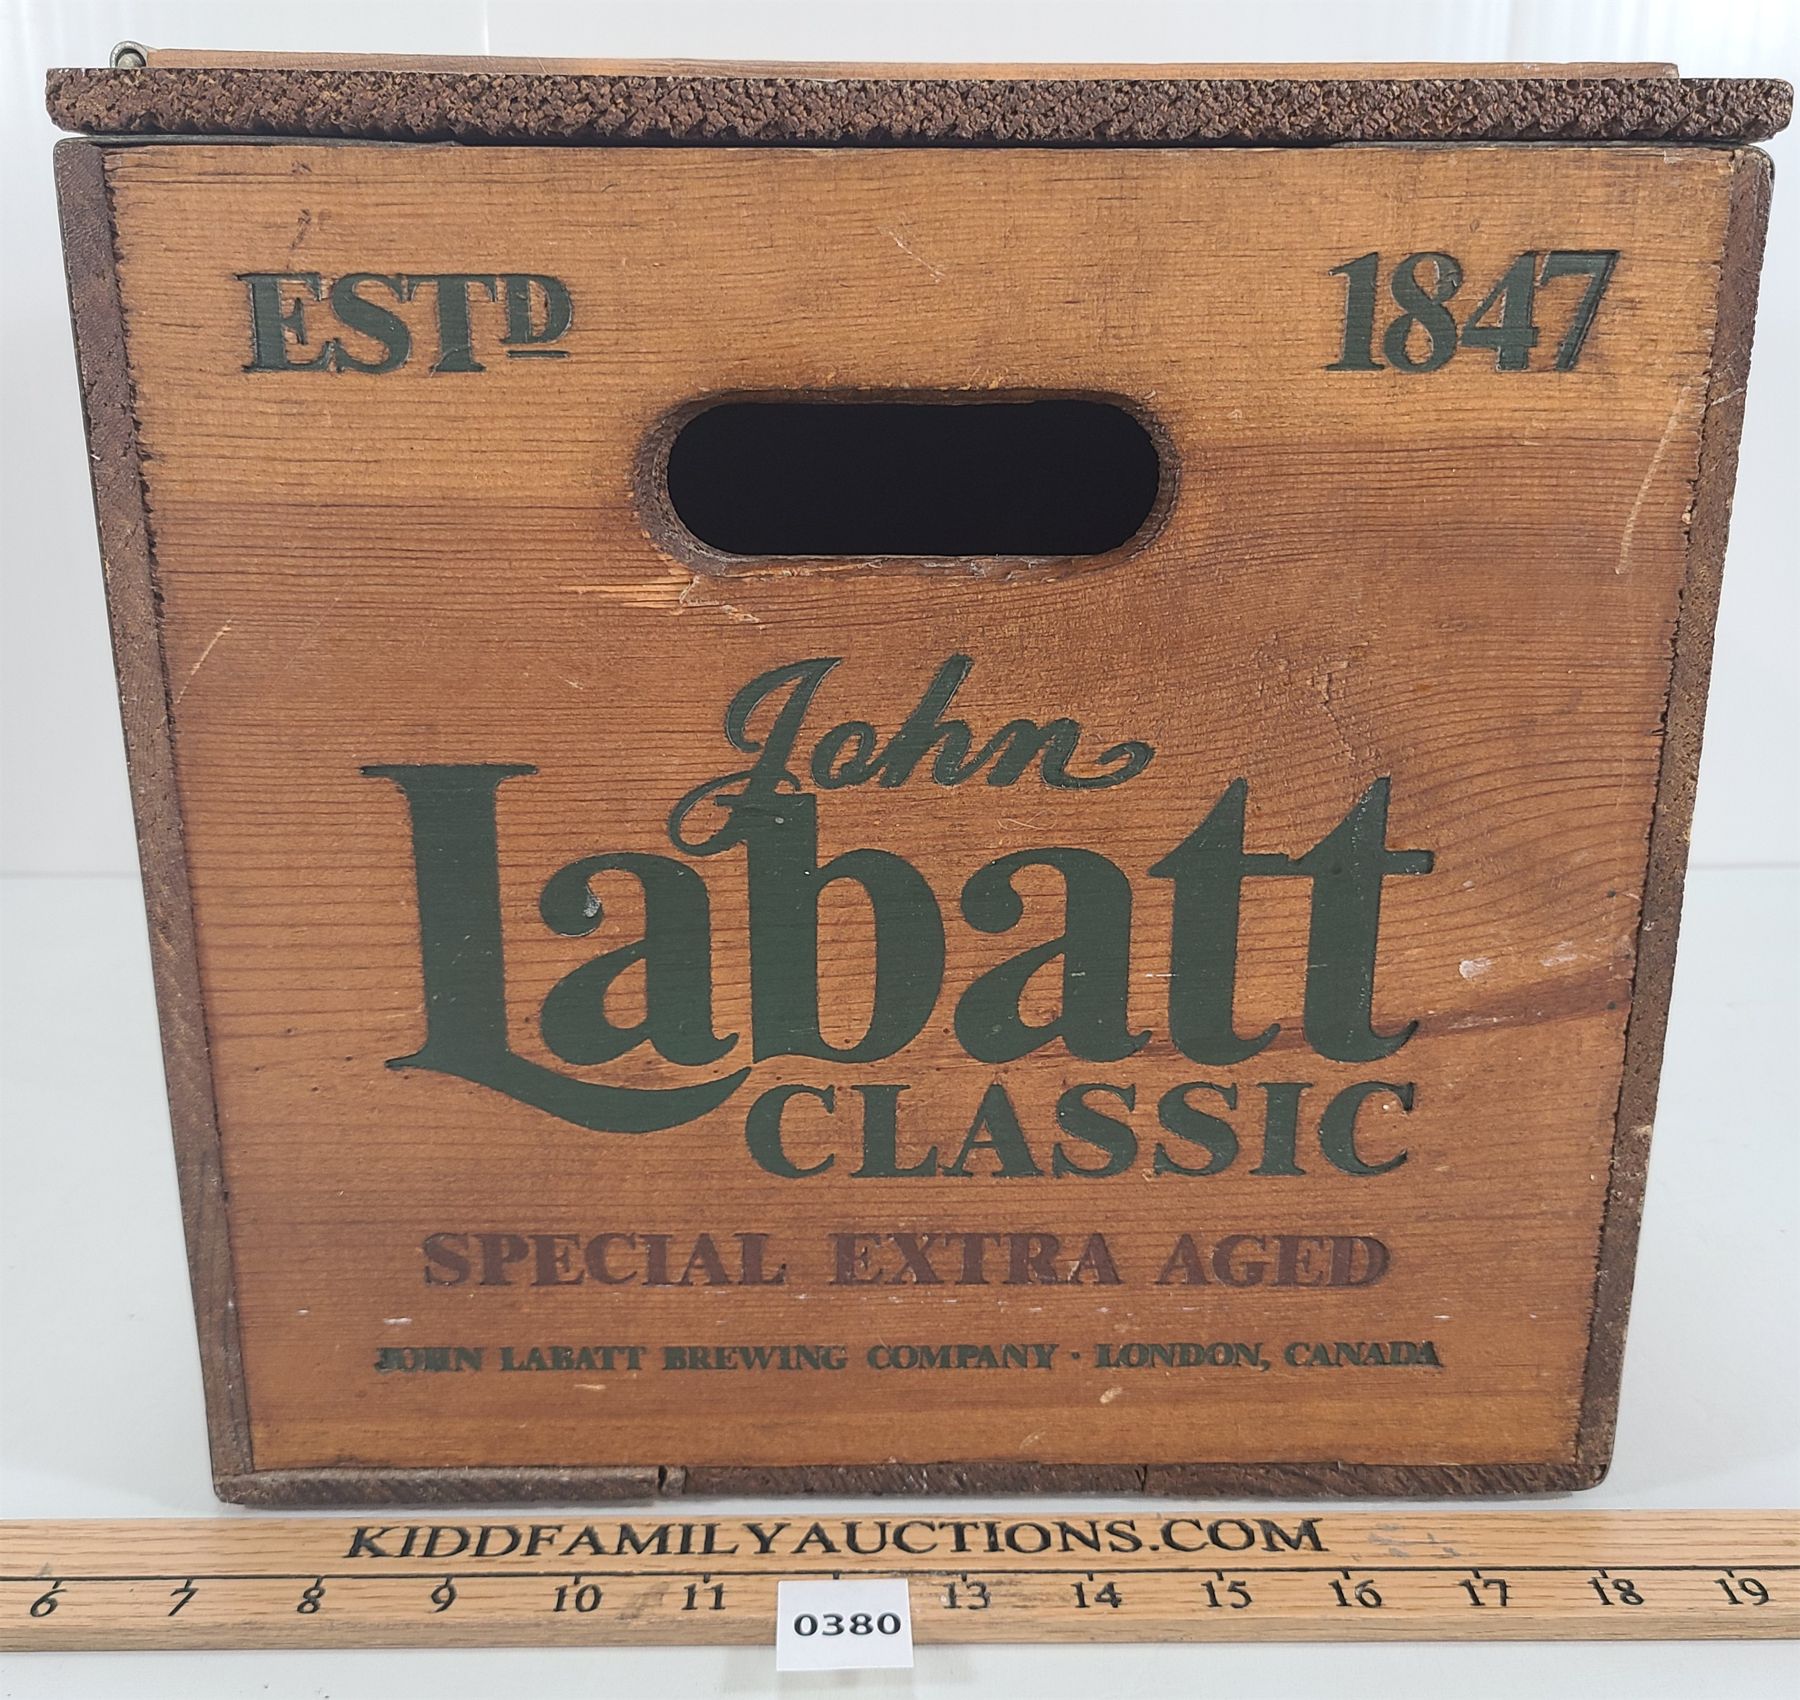 ESTD 1847
John
Labatt
CLASSIC
SPECIAL EXTRA AGED
JOHN LABATT BREWING COMPANY · LONDON, CANADA
KIDDFAMILYAUCTIONS.COM
6 7 8 9 10 11 13 14 15 16 17 18 19
0380